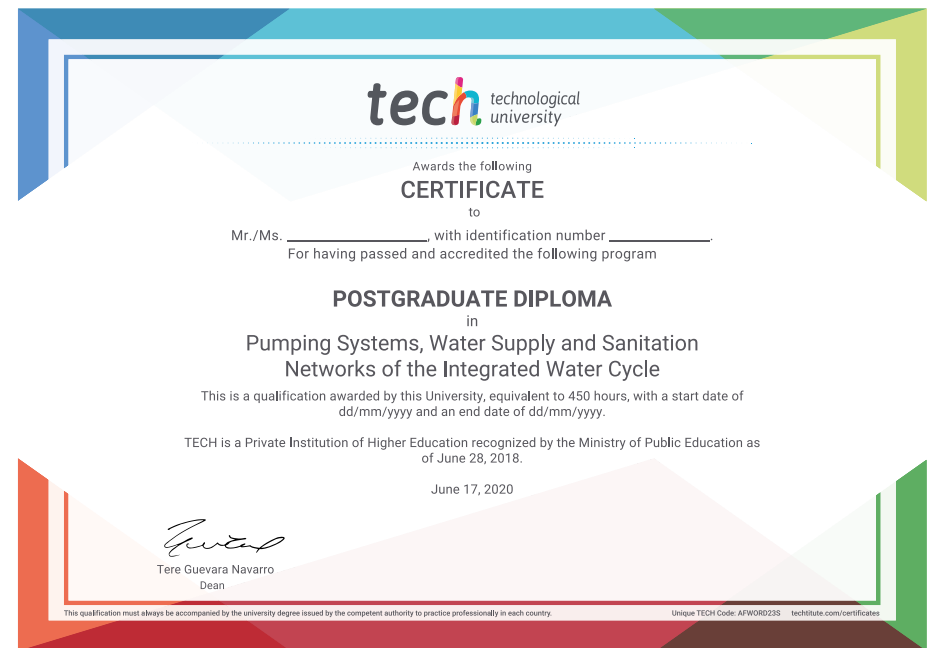 tech technological
university
Awards the following
CERTIFICATE
to
Mr./Ms. ____________________, with identification number ______________.
For having passed and accredited the following program
POSTGRADUATE DIPLOMA
in
Pumping Systems, Water Supply and Sanitation
Networks of the Integrated Water Cycle
This is a qualification awarded by this University, equivalent to 450 hours, with a start date of
dd/mm/yyyy and an end date of dd/mm/yyyy.
TECH is a Private Institution of Higher Education recognized by the Ministry of Public Education as
of June 28, 2018.
June 17, 2020
Tere Guevara Navarro
Dean
This qualification must always be accompanied by the university degree issued by the competent authority to practice professionally in each country. Unique TECH Code: AFWORD23S techtitute.com/certificates